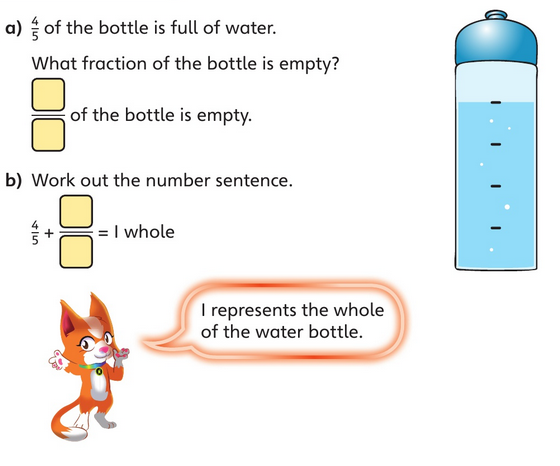 a) 4/5 of the bottle is full of water.
What fraction of the bottle is empty?
of the bottle is empty.
b) Work out the number sentence.
4/5 + = 1 whole
1 represents the whole
of the water bottle.